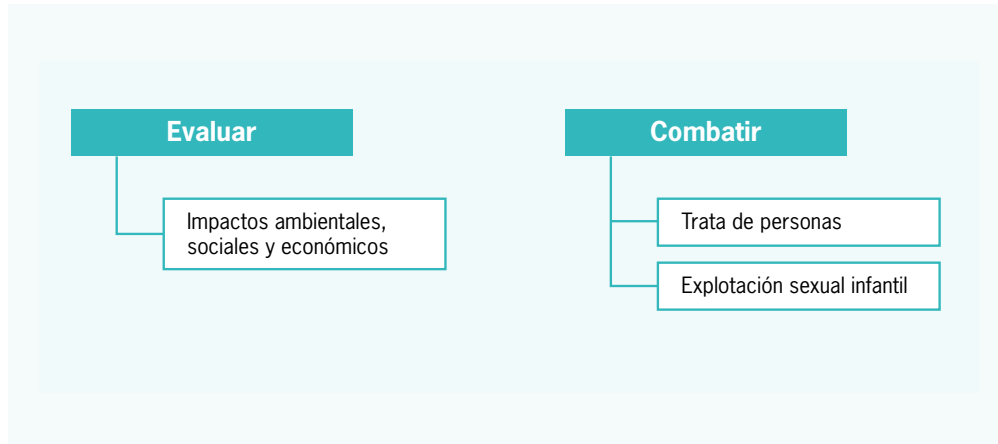 Evaluar
Impactos ambientales,
sociales y económicos
Combatir
Trata de personas
Explotación sexual infantil